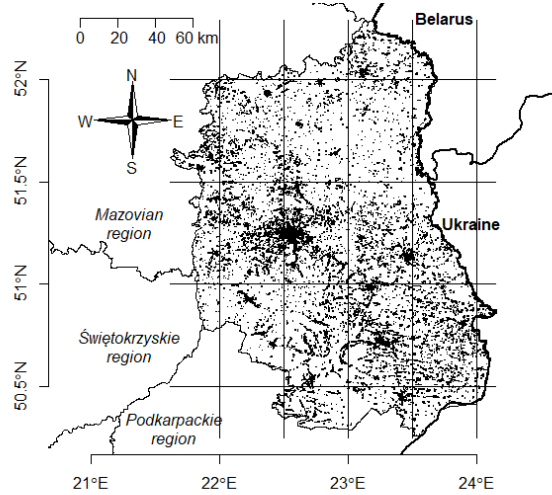 Belarus
0 20 40 60 km
52°N
N
W E
S
51.5°N
Mazovian
region
Ukraine
51°N
Świętokrzyskie
region
50.5°N
Podkarpackie
region
21°E 22°E 23°E 24°E